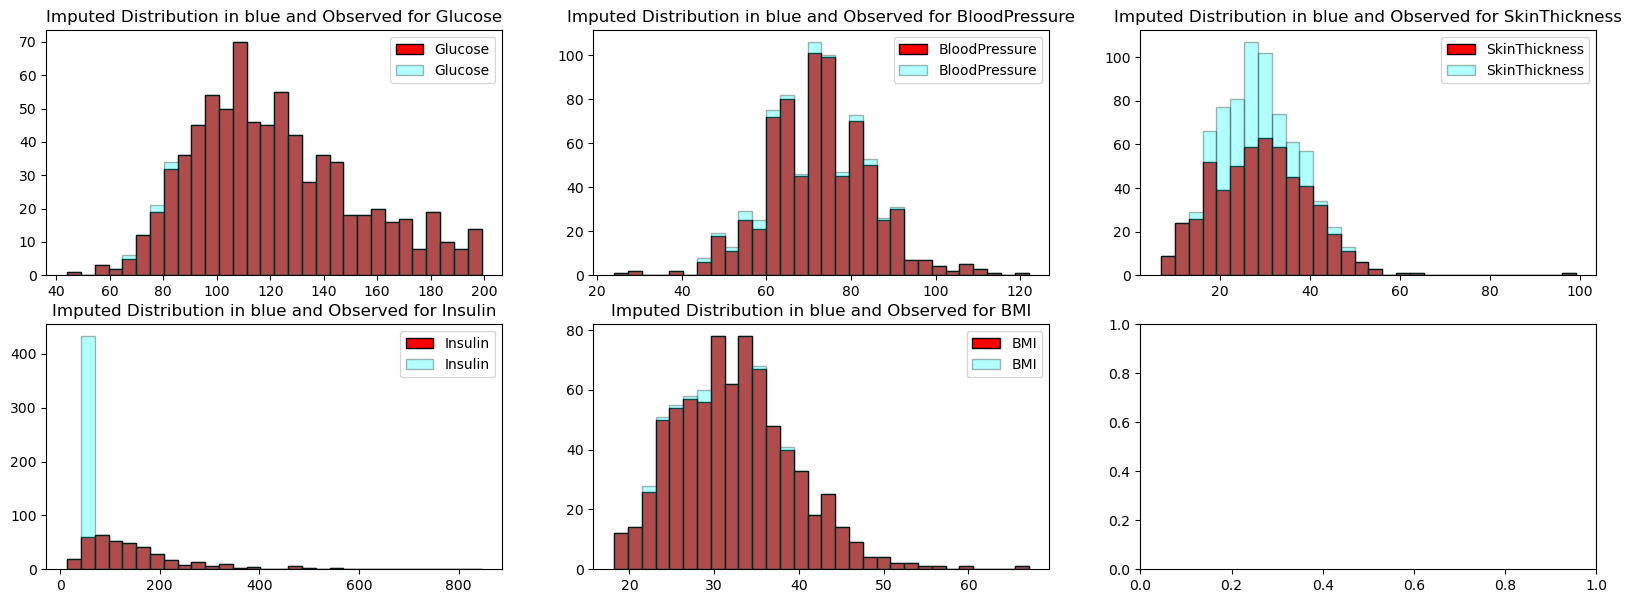 Imputed Distribution in blue and Observed for Glucose
70
60
50
40
30
20
10
0
40 60 80 100 120 140 160 180 200
Glucose
Glucose
Imputed Distribution in blue and Observed for BloodPressure
100
80
60
40
20
0
20 40 60 80 100 120
BloodPressure
BloodPressure
Imputed Distribution in blue and Observed for SkinThickness
100
80
60
40
20
0
20 40 60 80 100
SkinThickness
SkinThickness
Imputed Distribution in blue and Observed for Insulin
400
300
200
100
0
0 200 400 600 800
Insulin
Insulin
Imputed Distribution in blue and Observed for BMI
80
60
40
20
0
20 30 40 50 60
BMI
BMI
1.0
0.8
0.6
0.4
0.2
0.0
0.0 0.2 0.4 0.6 0.8 1.0